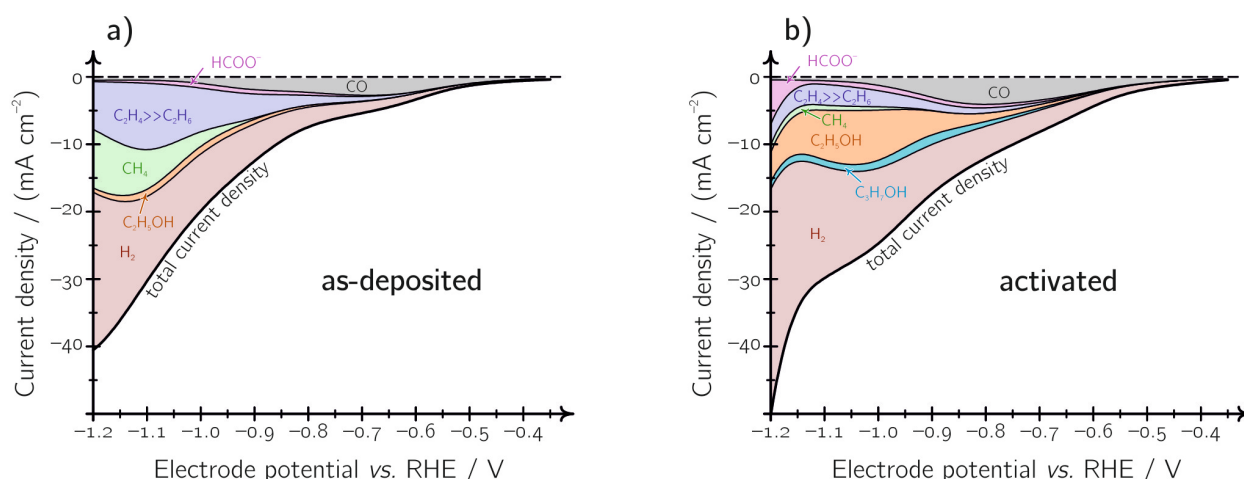 a)
HCOO⁻
CO
C₂H₄>>C₂H₆
CH₄
C₂H₅OH
H₂
total current density
as-deposited
0
−10
−20
−30
−40
Current density / (mA cm⁻²)
−1.2 −1.1 −1.0 −0.9 −0.8 −0.7 −0.6 −0.5 −0.4
Electrode potential vs. RHE / V
b)
HCOO⁻
CO
C₂H₄>>C₂H₆
CH₄
C₂H₅OH
C₃H₇OH
H₂
total current density
activated
0
−10
−20
−30
−40
Current density / (mA cm⁻²)
−1.2 −1.1 −1.0 −0.9 −0.8 −0.7 −0.6 −0.5 −0.4
Electrode potential vs. RHE / V